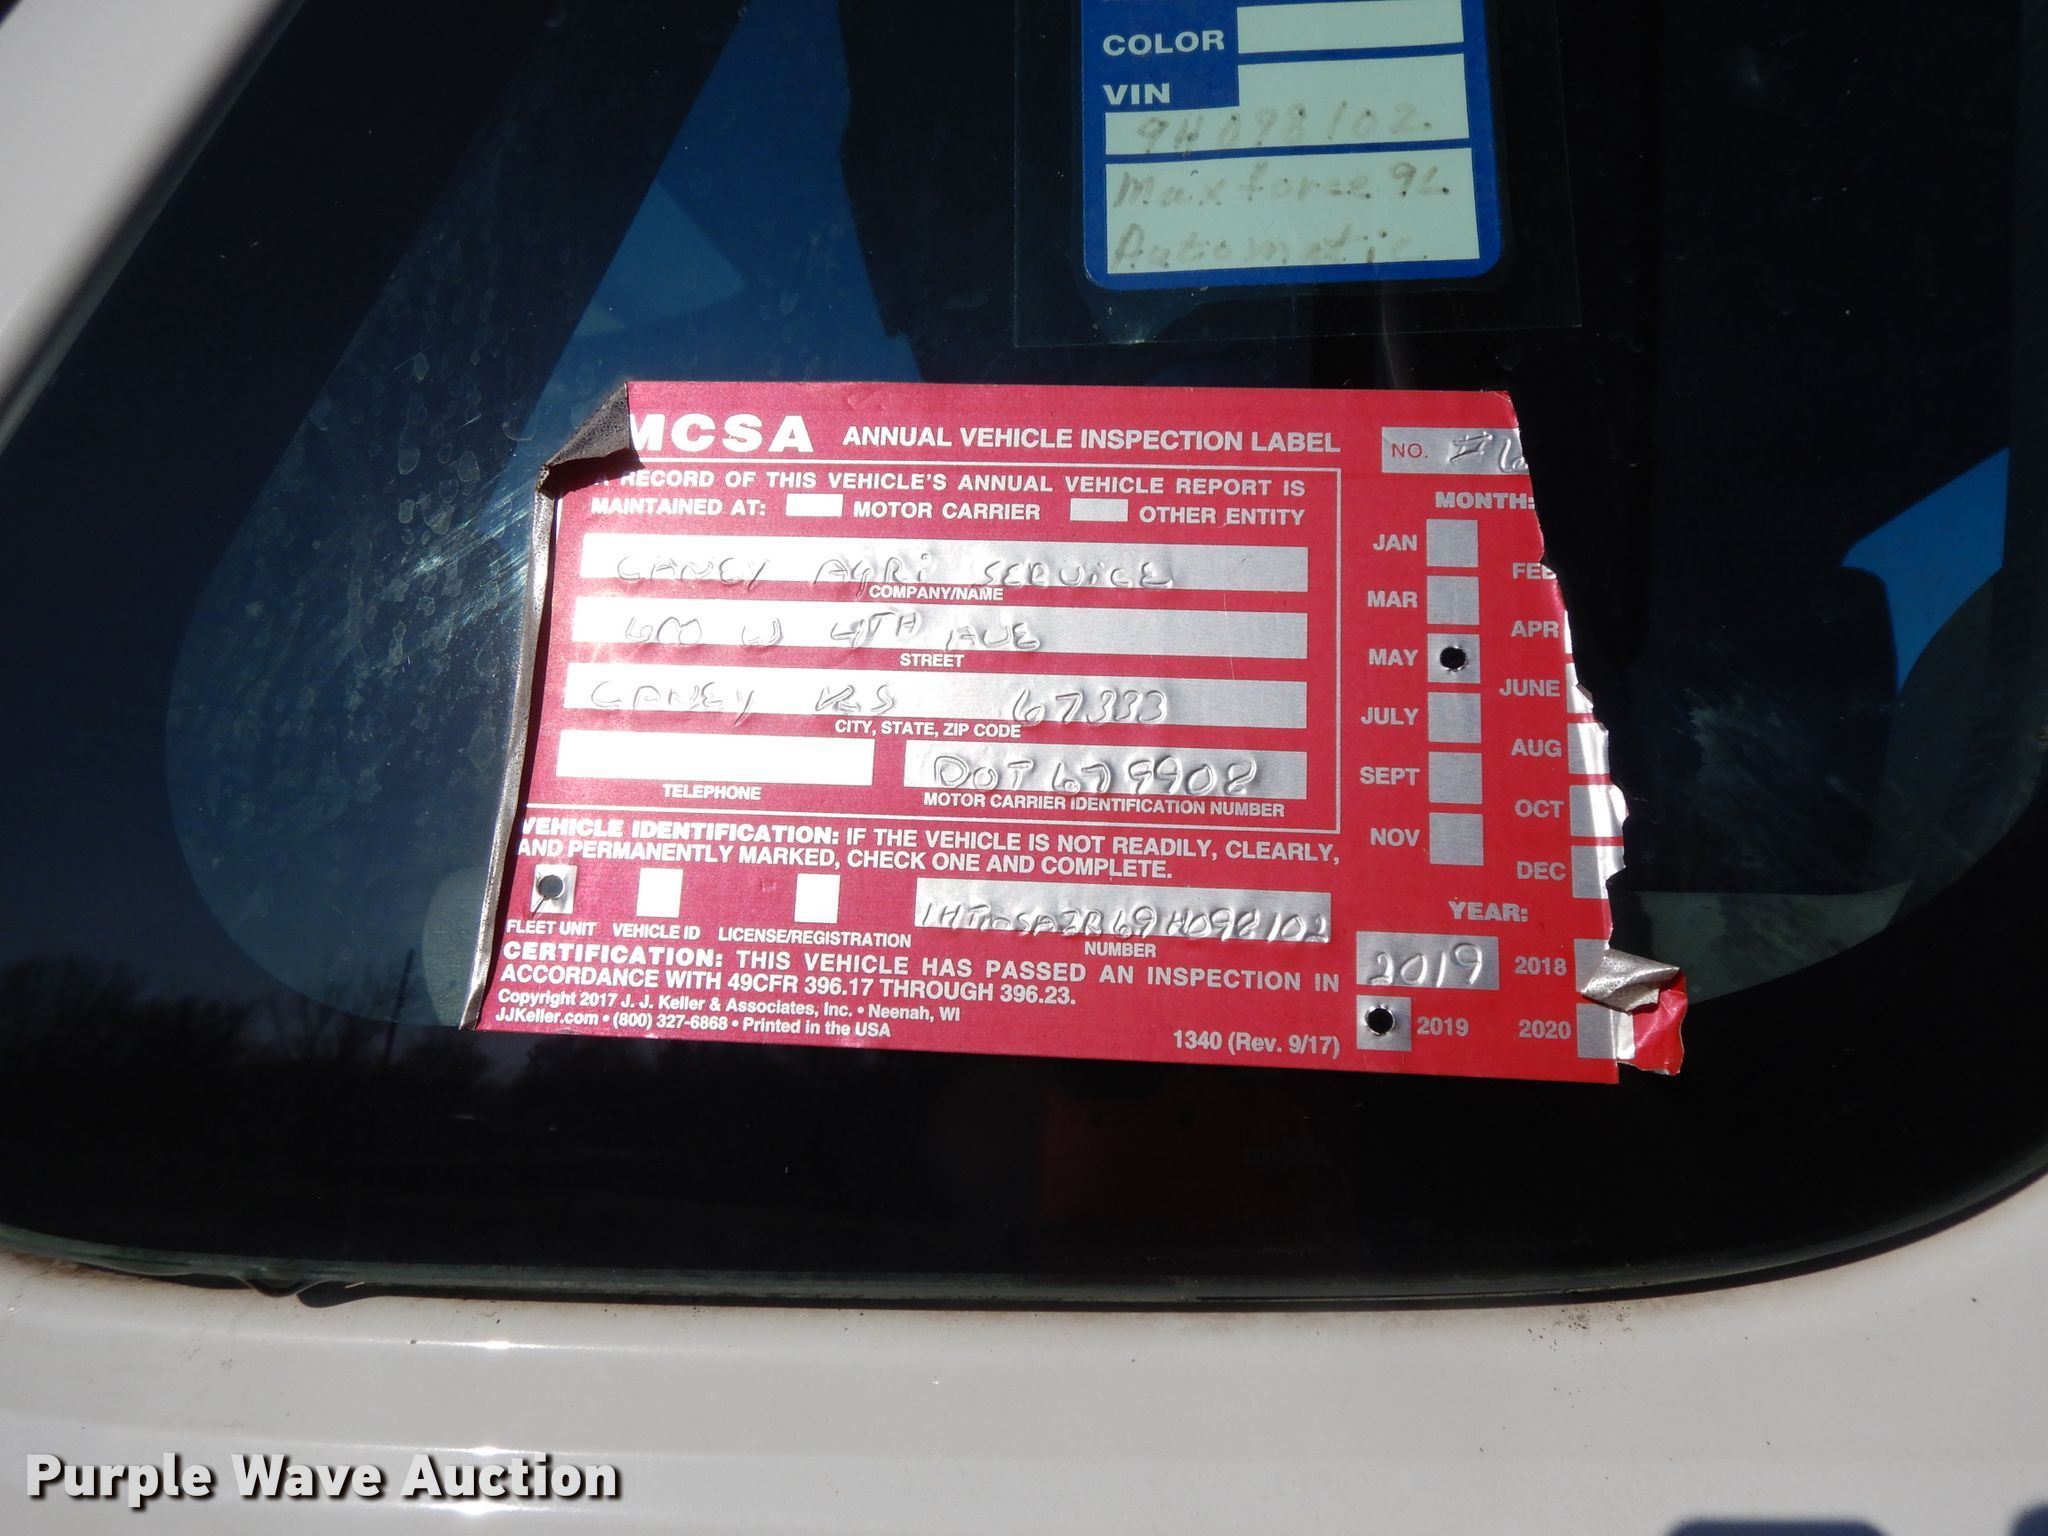 COLOR
VIN
9H098102
Maxforce 9L
Automatic
MCSA ANNUAL VEHICLE INSPECTION LABEL NO. #6
RECORD OF THIS VEHICLE'S ANNUAL VEHICLE REPORT IS
MAINTAINED AT: MOTOR CARRIER OTHER ENTITY
CANEY AGRi SERVICE
COMPANY/NAME
W 4TH AVE
STREET
CANEY KS 67333
CITY, STATE, ZIP CODE
DOT 679908
TELEPHONE MOTOR CARRIER IDENTIFICATION NUMBER
VEHICLE IDENTIFICATION: IF THE VEHICLE IS NOT READILY, CLEARLY,
AND PERMANENTLY MARKED, CHECK ONE AND COMPLETE.
FLEET UNIT VEHICLE ID LICENSE/REGISTRATION NUMBER
CERTIFICATION: THIS VEHICLE HAS PASSED AN INSPECTION IN
ACCORDANCE WITH 49CFR 396.17 THROUGH 396.23.
Copyright 2017 J. J. Keller & Associates, Inc. • Neenah, WI
JJKeller.com • (800) 327-6868 • Printed in the USA
1340 (Rev. 9/17)
MONTH:
JAN
FEB
MAR
APR
MAY
JUNE
JULY
AUG
SEPT
OCT
NOV
DEC
YEAR:
2019 2018
2019 2020
Purple Wave Auction